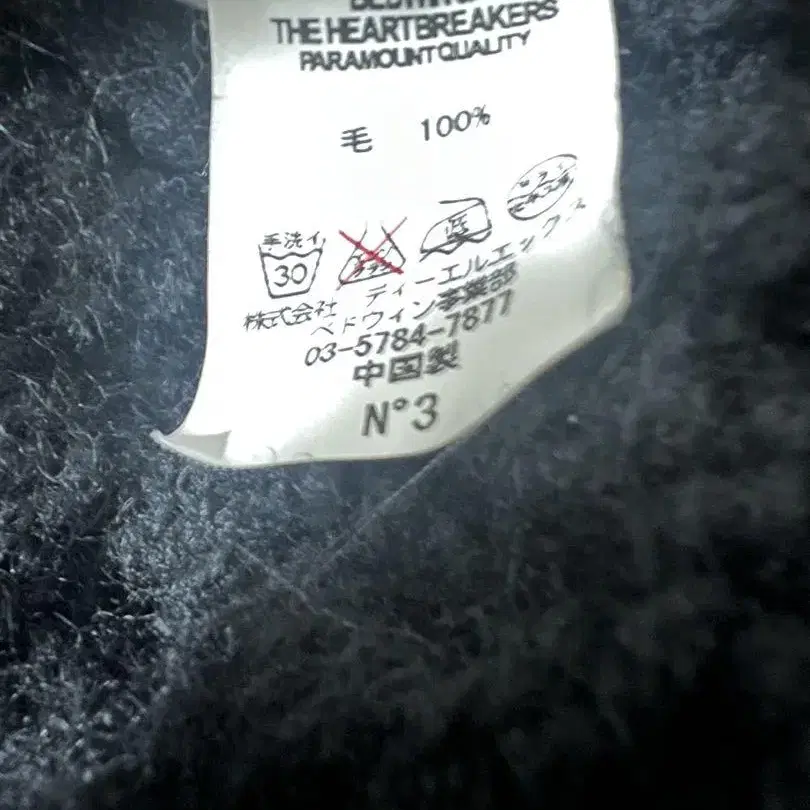 THE HEARTBREAKERS
PARAMOUNT QUALITY
毛 100%
手洗イ
30
低
株式会社 ディーエルエックス
ベドウィン事業部
03-5784-7877
中国製
N°3